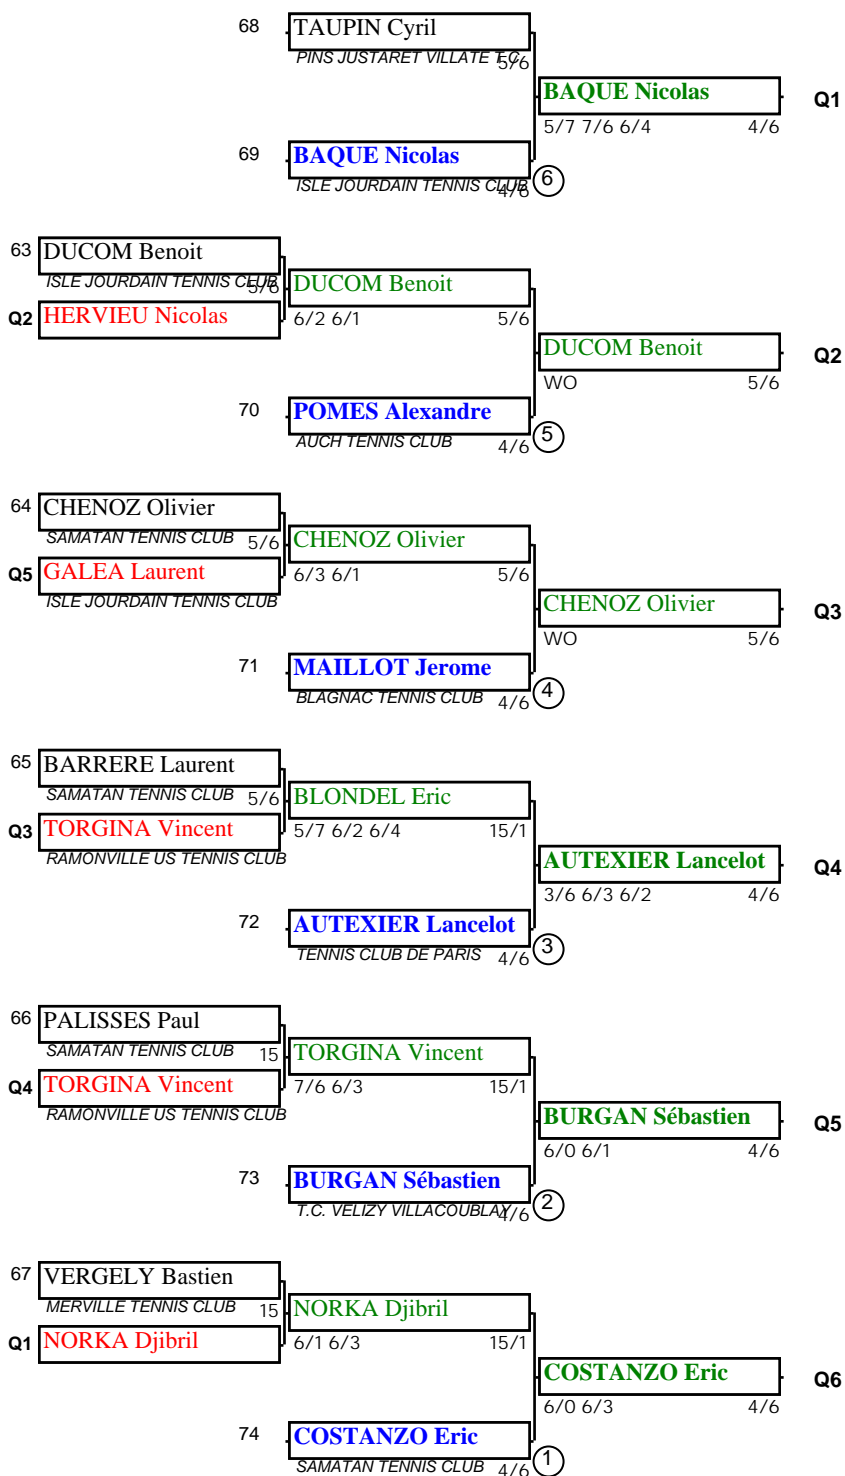 68 TAUPIN Cyril
PINS JUSTARET VILLATE T.C. 5/6
BAQUE Nicolas Q1
5/7 7/6 6/4 4/6
69 BAQUE Nicolas
ISLE JOURDAIN TENNIS CLUB 4/6 6
63 DUCOM Benoit
ISLE JOURDAIN TENNIS CLUB 5/6
DUCOM Benoit
Q2 HERVIEU Nicolas
6/2 6/1 5/6
DUCOM Benoit Q2
WO 5/6
70 POMES Alexandre
AUCH TENNIS CLUB 4/6 5
64 CHENOZ Olivier
SAMATAN TENNIS CLUB 5/6
CHENOZ Olivier
Q5 GALEA Laurent
6/3 6/1 5/6
ISLE JOURDAIN TENNIS CLUB
CHENOZ Olivier Q3
WO 5/6
71 MAILLOT Jerome
BLAGNAC TENNIS CLUB 4/6 4
65 BARRERE Laurent
SAMATAN TENNIS CLUB 5/6
BLONDEL Eric
Q3 TORGINA Vincent
5/7 6/2 6/4 15/1
RAMONVILLE US TENNIS CLUB
AUTEXIER Lancelot Q4
3/6 6/3 6/2 4/6
72 AUTEXIER Lancelot
TENNIS CLUB DE PARIS 4/6 3
66 PALISSES Paul
SAMATAN TENNIS CLUB 15
TORGINA Vincent
Q4 TORGINA Vincent
7/6 6/3 15/1
RAMONVILLE US TENNIS CLUB
BURGAN Sébastien Q5
6/0 6/1 4/6
73 BURGAN Sébastien
T.C. VELIZY VILLACOUBLAY 4/6 2
67 VERGELY Bastien
MERVILLE TENNIS CLUB 15
NORKA Djibril
Q1 NORKA Djibril
6/1 6/3 15/1
COSTANZO Eric Q6
6/0 6/3 4/6
74 COSTANZO Eric
SAMATAN TENNIS CLUB 4/6 1